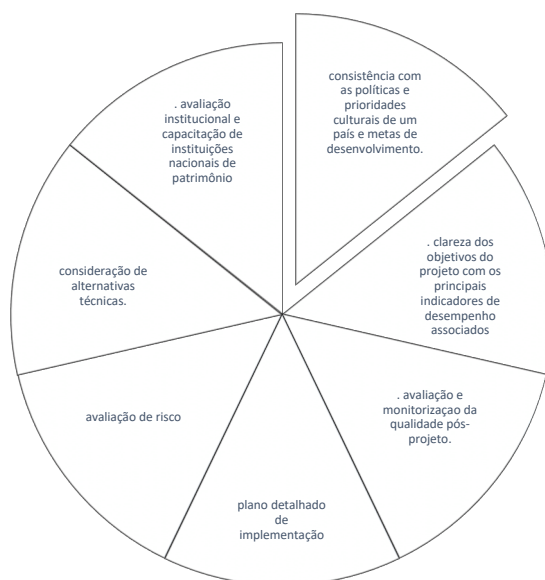 consistência com
as políticas e
prioridades
culturais de um
país e metas de
desenvolvimento.
. clareza dos
objetivos do
projeto com os
principais
indicadores de
desempenho
associados
. avaliação e
monitorizaçao da
qualidade pós-
projeto.
plano detalhado
de
implementação
avaliação de risco
consideração de
alternativas
técnicas.
. avaliação
institucional e
capacitação de
instituições
nacionais de
patrimônio